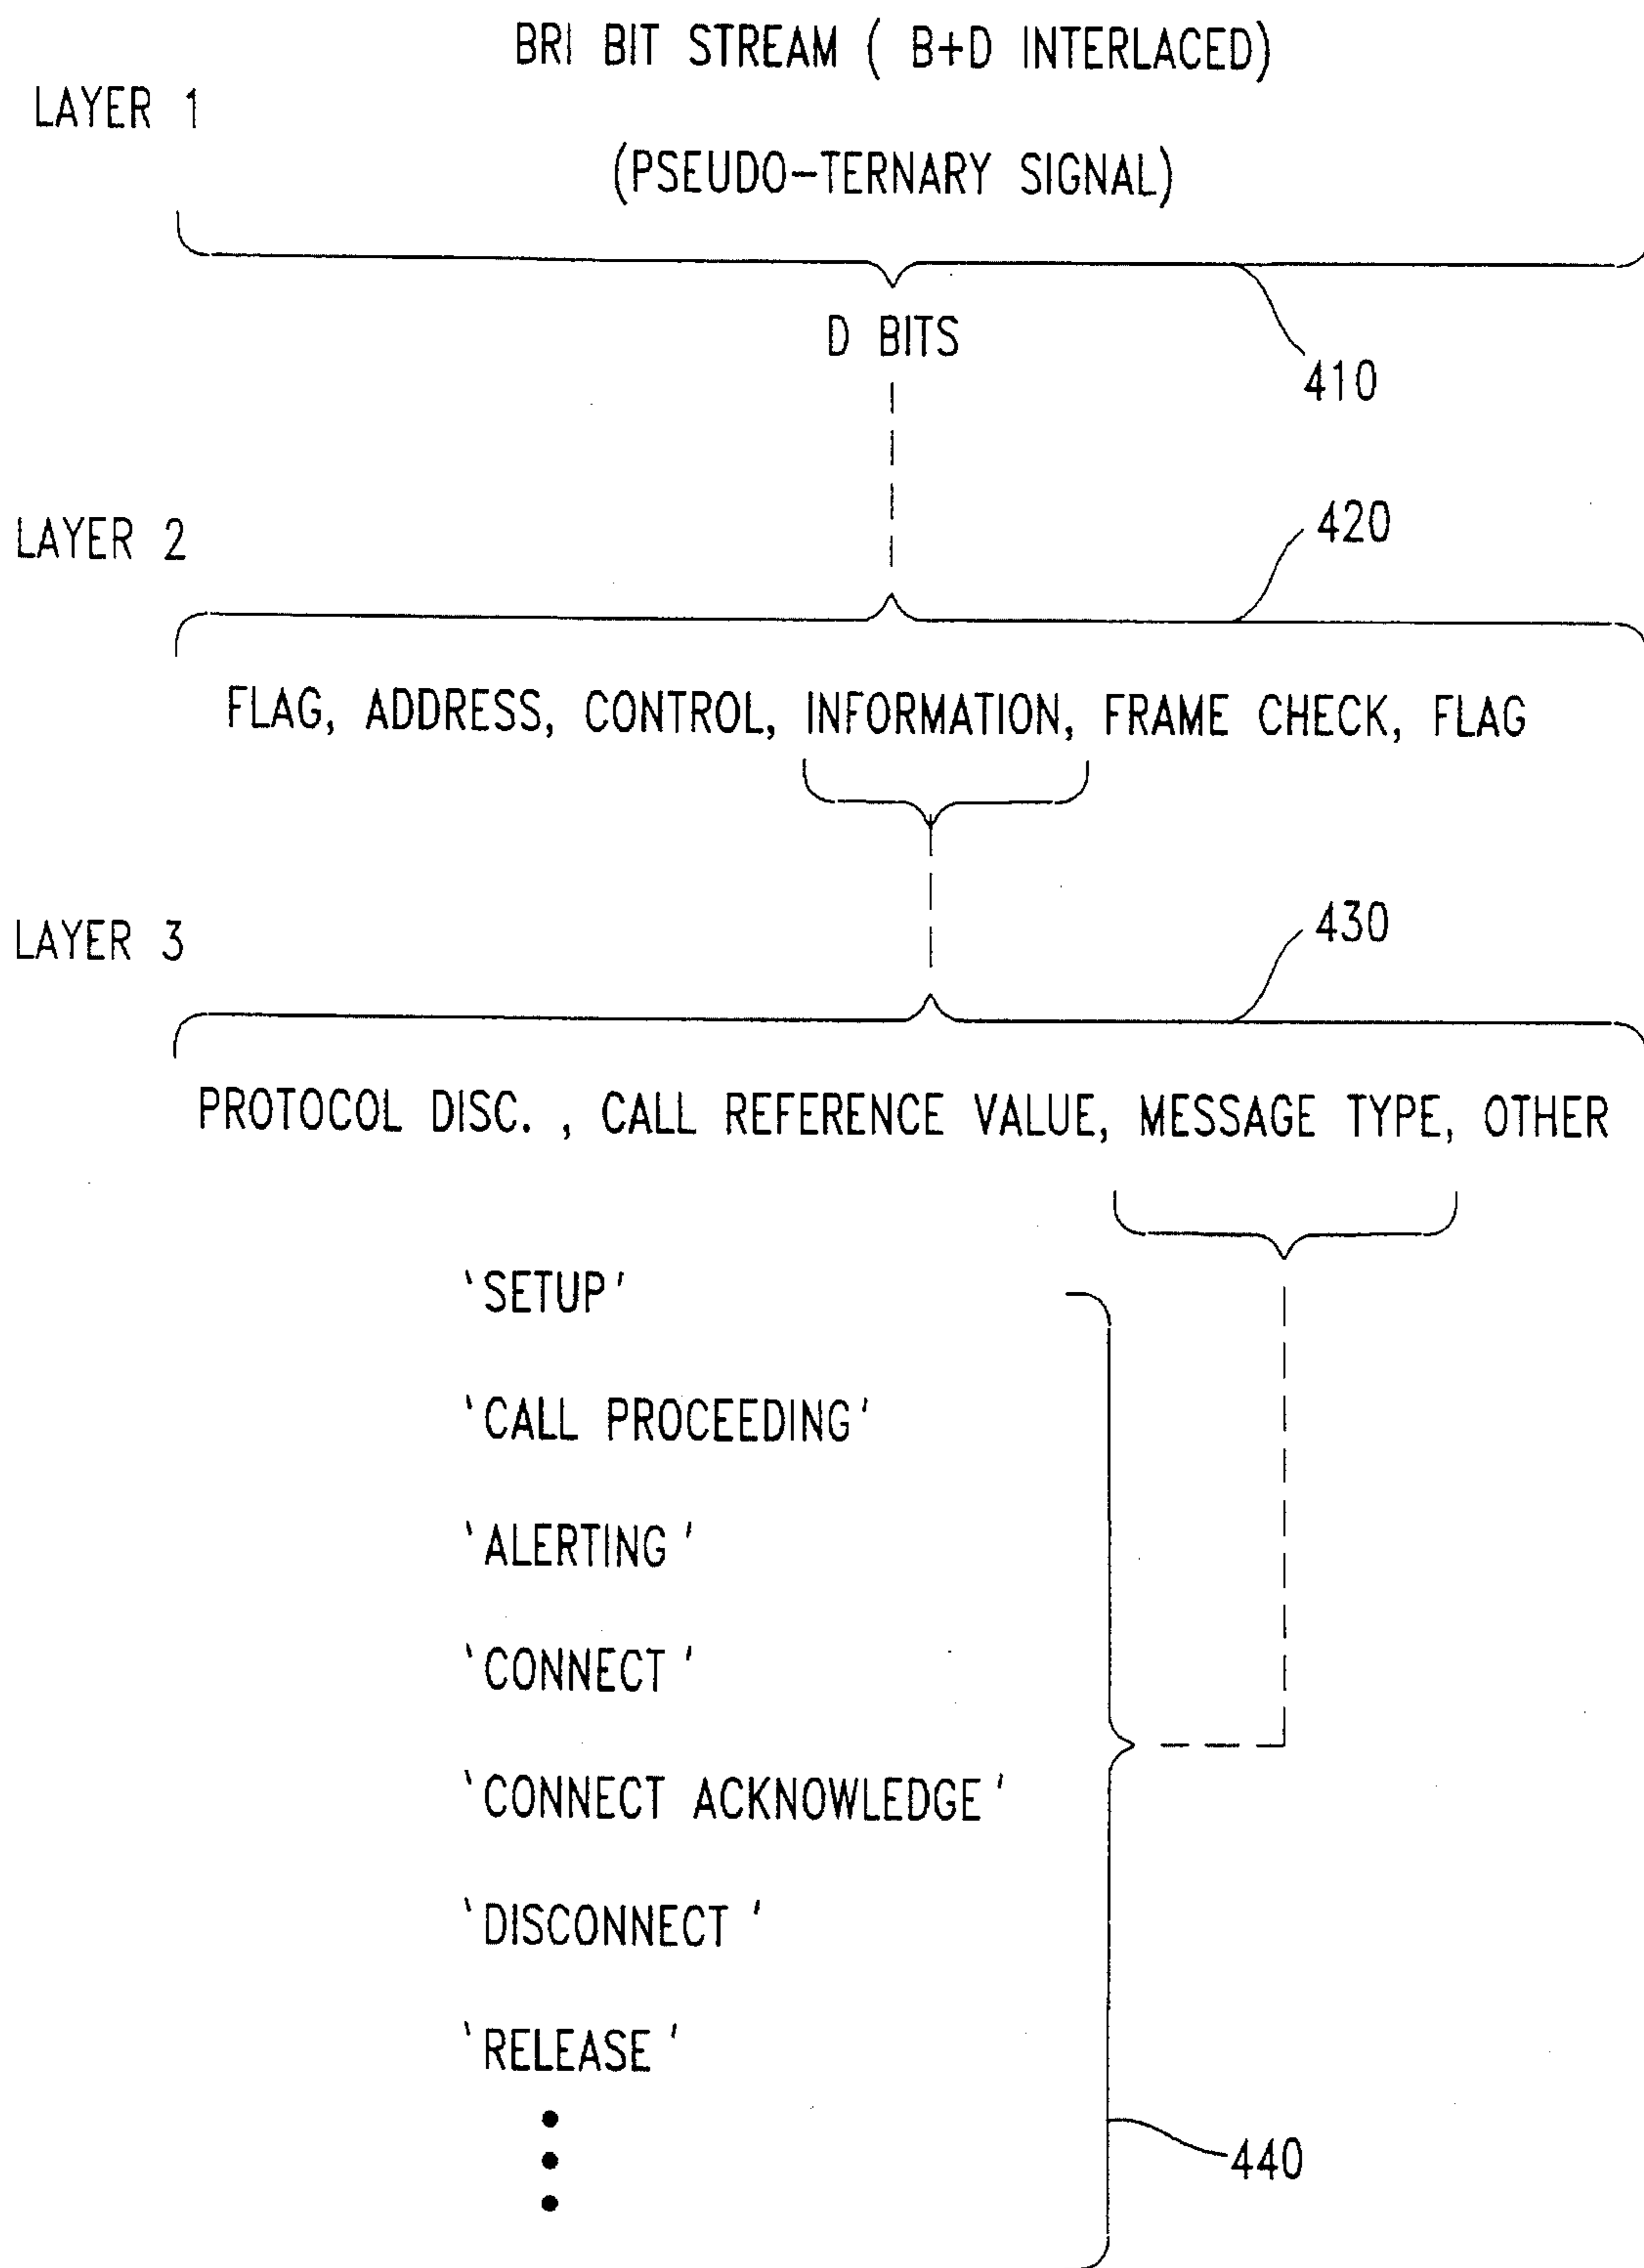 BRI BIT STREAM ( B+D INTERLACED)
LAYER 1
(PSEUDO-TERNARY SIGNAL)
D BITS
410
420
LAYER 2
FLAG, ADDRESS, CONTROL, INFORMATION, FRAME CHECK, FLAG
430
LAYER 3
PROTOCOL DISC. , CALL REFERENCE VALUE, MESSAGE TYPE, OTHER
'SETUP'
'CALL PROCEEDING'
'ALERTING '
'CONNECT '
'CONNECT ACKNOWLEDGE'
'DISCONNECT '
'RELEASE '
440